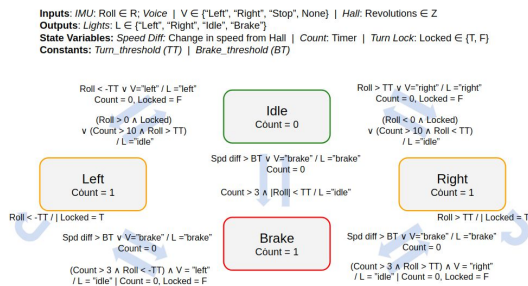 Inputs: IMU: Roll ∈ R; Voice | V ∈ {"Left", "Right", "Stop", None} | Hall: Revolutions ∈ Z
Outputs: Lights: L ∈ {"Left", "Right", "Idle", "Brake"}
State Variables: Speed Diff: Change in speed from Hall | Count: Timer | Turn Lock: Locked ∈ {T, F}
Constants: Turn_threshold (TT) | Brake_threshold (BT)
Roll < -TT ∨ V="left" / L ="left"
Count = 0, Locked = F
(Roll > 0 ∧ Locked)
∨ (Count > 10 ∧ Roll > TT)
/ L ="idle"
Idle
Count = 0
Roll > TT ∨ V="right" / L ="right"
Count = 0, Locked = F
(Roll < 0 ∧ Locked)
∨ (Count > 10 ∧ Roll < TT)
/ L ="idle"
Left
Count = 1
Spd diff > BT ∨ V="brake" / L ="brake"
Count = 0
Count > 3 ∧ |Roll| < TT / L ="idle"
Right
Count = 1
Roll < -TT / | Locked = T
Roll > TT / | Locked = T
Spd diff > BT ∨ V="brake" / L ="brake"
Count = 0
(Count > 3 ∧ Roll < -TT) ∧ V = "left"
/ L = "idle" | Count = 0, Locked = F
Brake
Count = 1
Spd diff > BT ∨ V="brake" / L ="brake"
Count = 0
(Count > 3 ∧ Roll > TT) ∧ V = "right"
/ L = "idle" | Count = 0, Locked = F